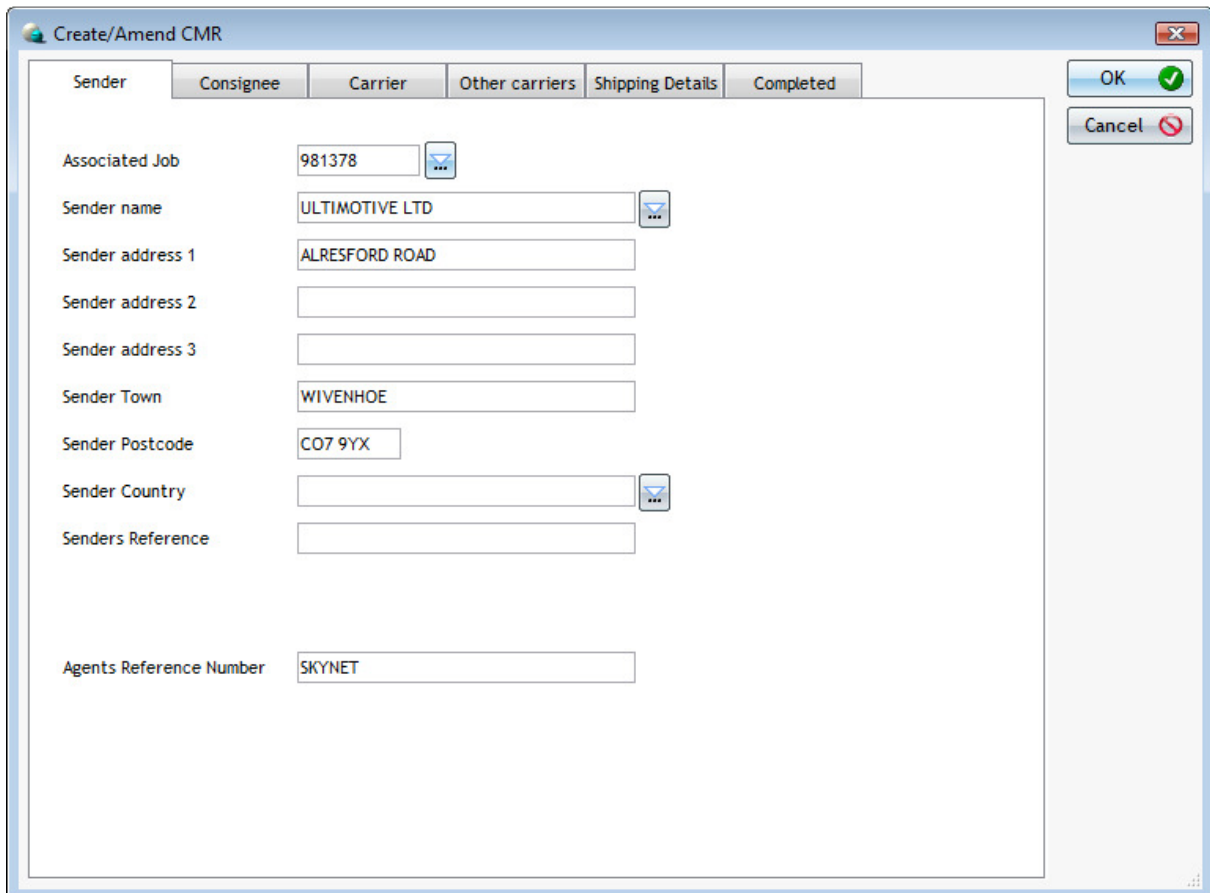 Create/Amend CMR
Sender Consignee Carrier Other carriers Shipping Details Completed
OK
Cancel
Associated Job 981378
Sender name ULTIMOTIVE LTD
Sender address 1 ALRESFORD ROAD
Sender address 2
Sender address 3
Sender Town WIVENHOE
Sender Postcode CO7 9YX
Sender Country
Senders Reference
Agents Reference Number SKYNET